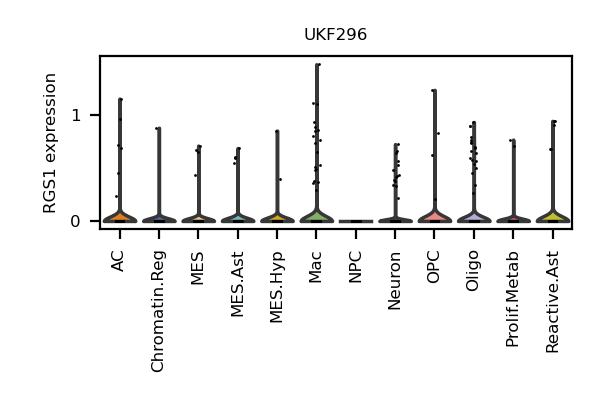 UKF296
RGS1 expression
1
0
AC
Chromatin.Reg
MES
MES.Ast
MES.Hyp
Mac
NPC
Neuron
OPC
Oligo
Prolif.Metab
Reactive.Ast